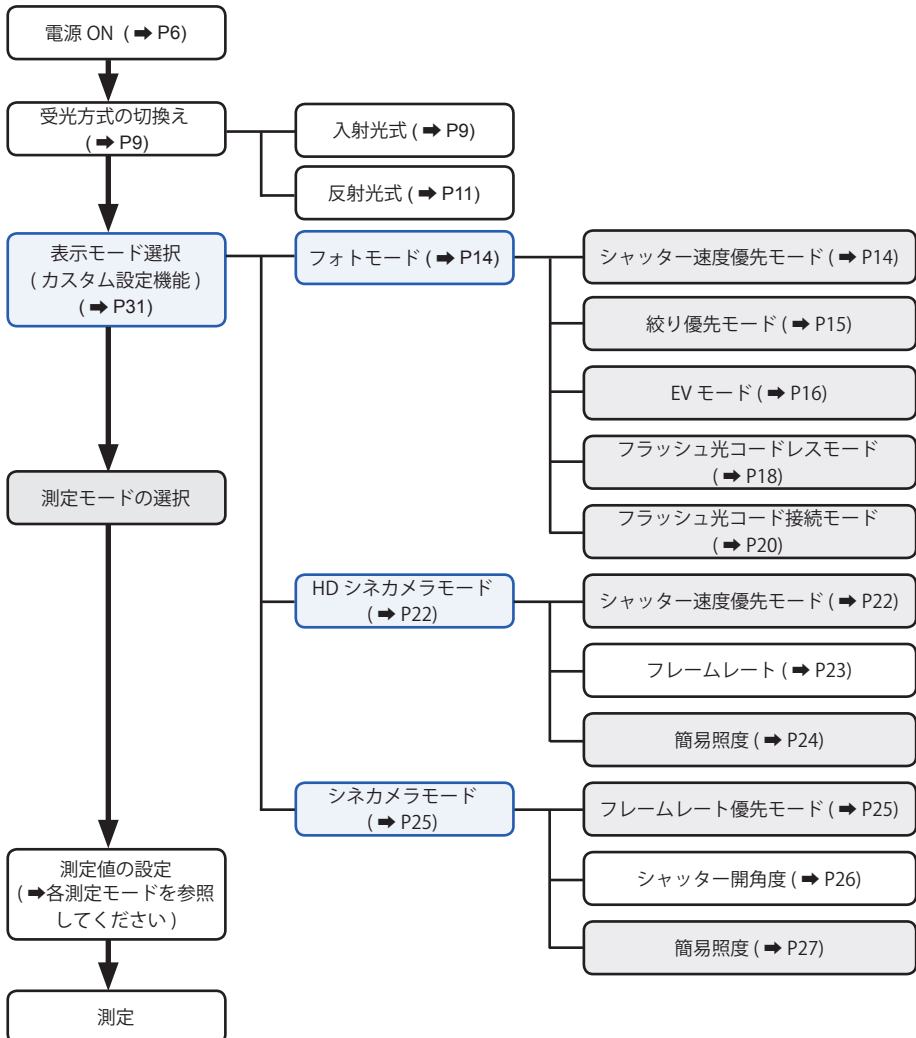 電源 ON ( ➡ P6)
受光方式の切換え
( ➡ P9)
入射光式 ( ➡ P9)
反射光式 ( ➡ P11)
表示モード選択
( カスタム設定機能 )
( ➡ P31)
フォトモード ( ➡ P14)
シャッター速度優先モード ( ➡ P14)
絞り優先モード ( ➡ P15)
EV モード ( ➡ P16)
フラッシュ光コードレスモード
( ➡ P18)
フラッシュ光コード接続モード
( ➡ P20)
測定モードの選択
HD シネカメラモード
( ➡ P22)
シャッター速度優先モード ( ➡ P22)
フレームレート ( ➡ P23)
簡易照度 ( ➡ P24)
シネカメラモード
( ➡ P25)
フレームレート優先モード ( ➡ P25)
シャッター開角度 ( ➡ P26)
簡易照度 ( ➡ P27)
測定値の設定
( ➡各測定モードを参照
してください )
測定